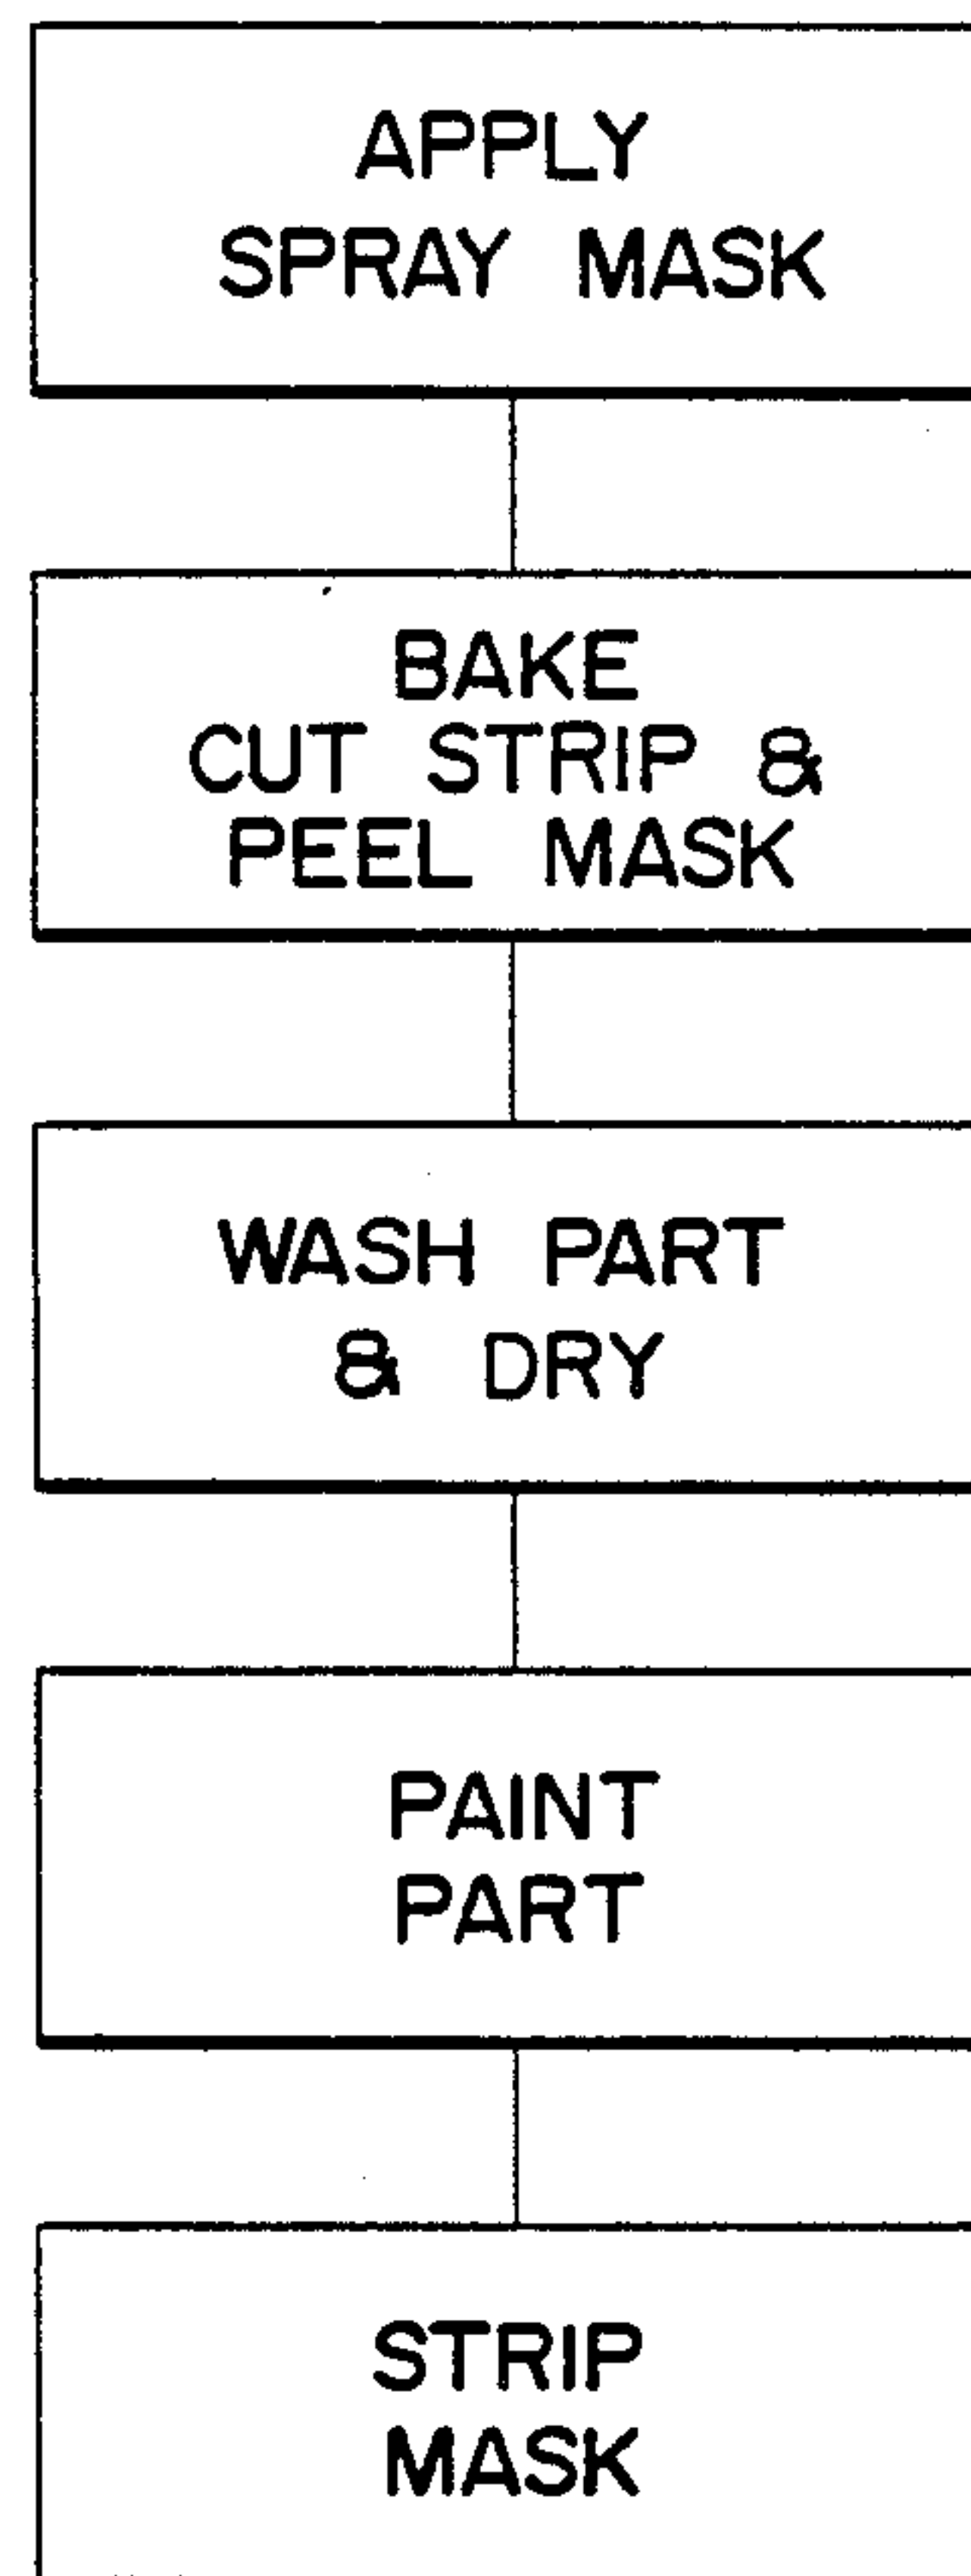 APPLY
SPRAY MASK
BAKE
CUT STRIP &
PEEL MASK
WASH PART
& DRY
PAINT
PART
STRIP
MASK